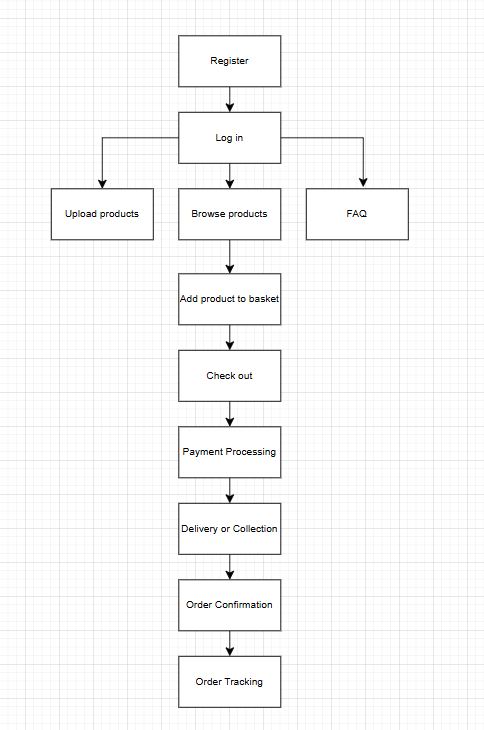 Register
Log in
Upload products
Browse products
FAQ
Add product to basket
Check out
Payment Processing
Delivery or Collection
Order Confirmation
Order Tracking